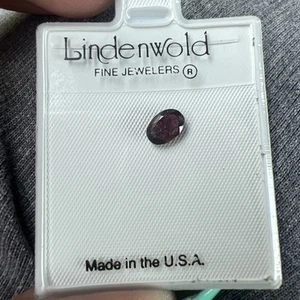 Lindenwold
FINE JEWELERS ®
Made in the U.S.A.